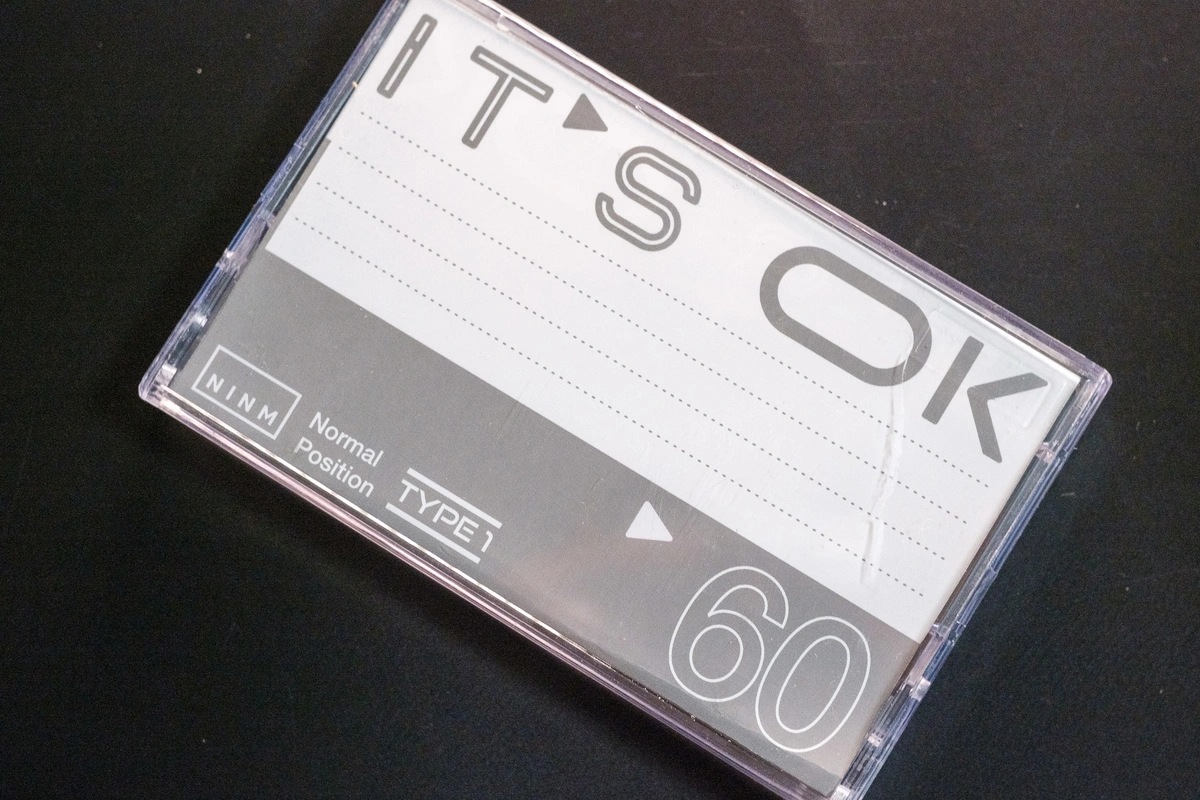 IT'S OK
NINM
Normal
Position
TYPE 1
60